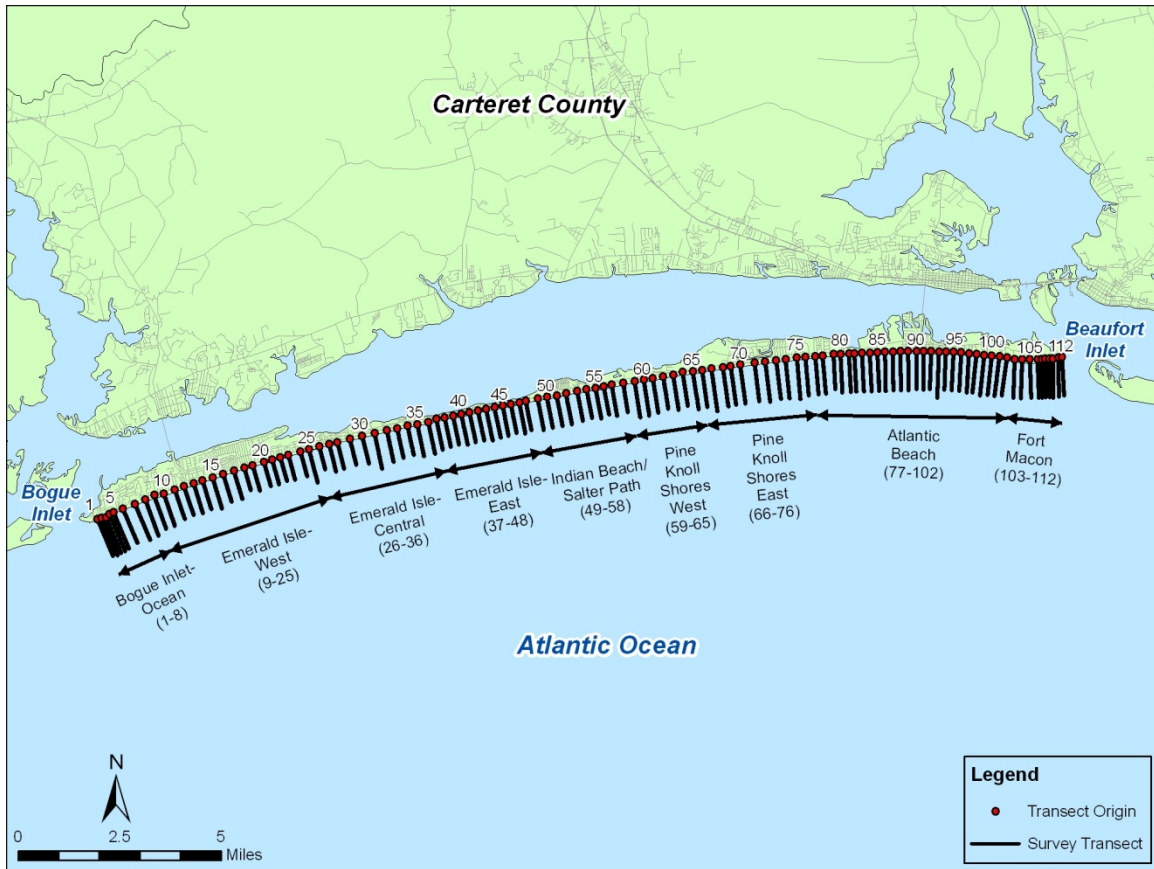 Carteret County
Beaufort
Inlet
Bogue
Inlet
1
5
10
15
20
25
30
35
40
45
50
55
60
65
70
75
80
85
90
95
100
105
112
Bogue Inlet-
Ocean
(1-8)
Emerald Isle-
West
(9-25)
Emerald Isle-
Central
(26-36)
Emerald Isle-
East
(37-48)
Indian Beach/
Salter Path
(49-58)
Pine
Knoll
Shores
West
(59-65)
Pine
Knoll
Shores
East
(66-76)
Atlantic
Beach
(77-102)
Fort
Macon
(103-112)
Atlantic Ocean
N
0 2.5 5
Miles
Legend
Transect Origin
Survey Transect